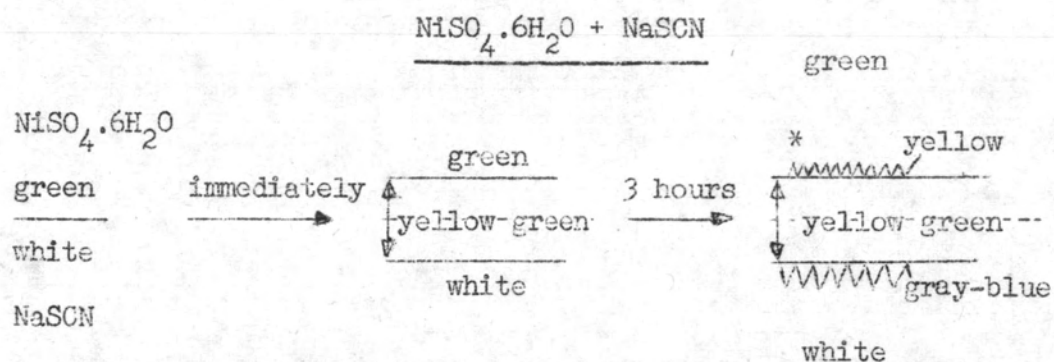 NiSO4.6H2O + NaSCN
NiSO4.6H2O
green
white
NaSCN
immediately
green
yellow-green
white
3 hours
green
* yellow
yellow-green
gray-blue
white